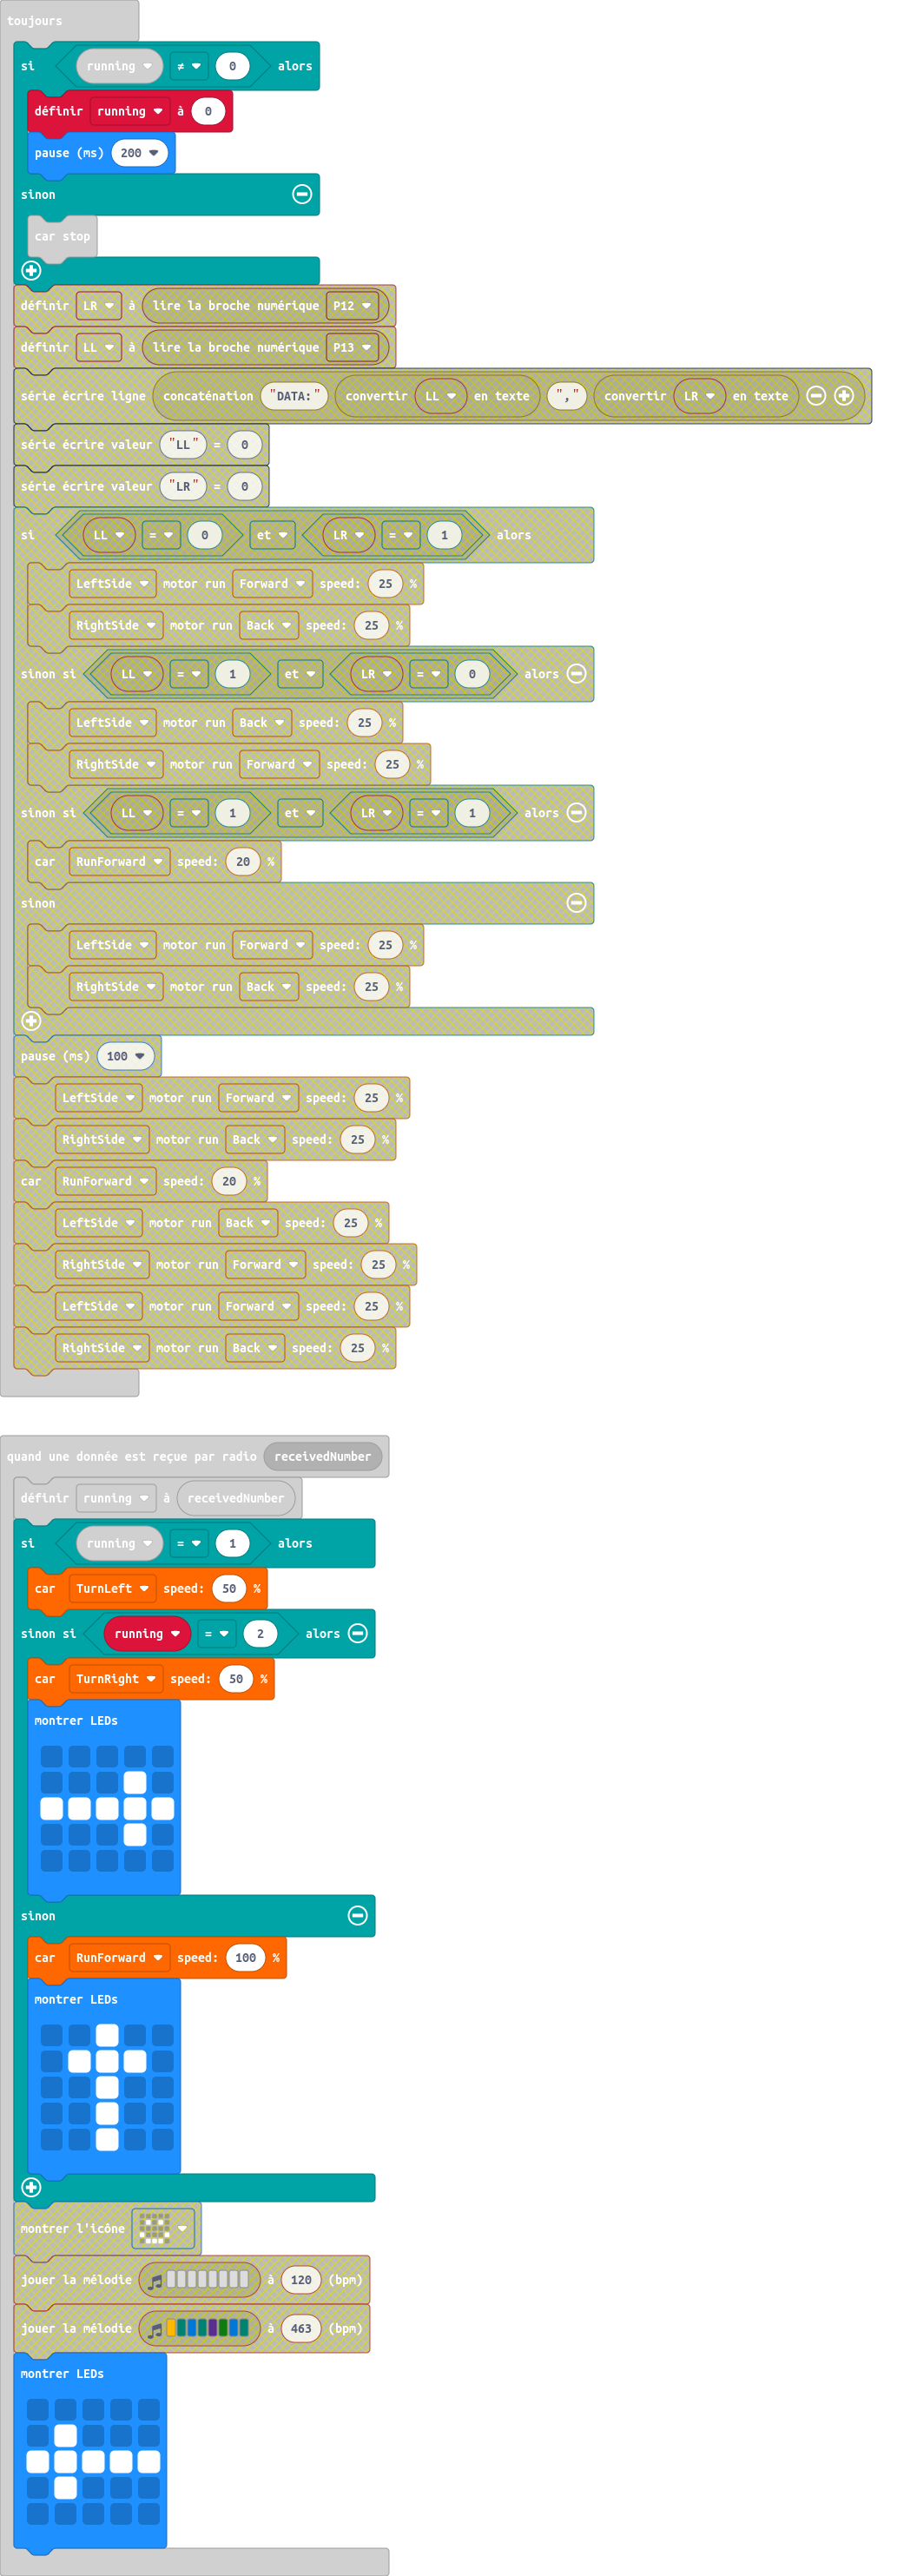 toujours
si running ≠ 0 alors
définir running à 0
pause (ms) 200
sinon
car stop
définir LR à lire la broche numérique P12
définir LL à lire la broche numérique P13
série écrire ligne concaténation "DATA:" convertir LL en texte "," convertir LR en texte
série écrire valeur "LL" = 0
série écrire valeur "LR" = 0
si LL = 0 et LR = 1 alors
LeftSide motor run Forward speed: 25 %
RightSide motor run Back speed: 25 %
sinon si LL = 1 et LR = 0 alors
LeftSide motor run Back speed: 25 %
RightSide motor run Forward speed: 25 %
sinon si LL = 1 et LR = 1 alors
car RunForward speed: 20 %
sinon
LeftSide motor run Forward speed: 25 %
RightSide motor run Back speed: 25 %
pause (ms) 100
LeftSide motor run Forward speed: 25 %
RightSide motor run Back speed: 25 %
car RunForward speed: 20 %
LeftSide motor run Back speed: 25 %
RightSide motor run Forward speed: 25 %
LeftSide motor run Forward speed: 25 %
RightSide motor run Back speed: 25 %
quand une donnée est reçue par radio receivedNumber
définir running à receivedNumber
si running = 1 alors
car TurnLeft speed: 50 %
sinon si running = 2 alors
car TurnRight speed: 50 %
montrer LEDs
sinon
car RunForward speed: 100 %
montrer LEDs
montrer l'icône
jouer la mélodie à 120 (bpm)
jouer la mélodie à 463 (bpm)
montrer LEDs